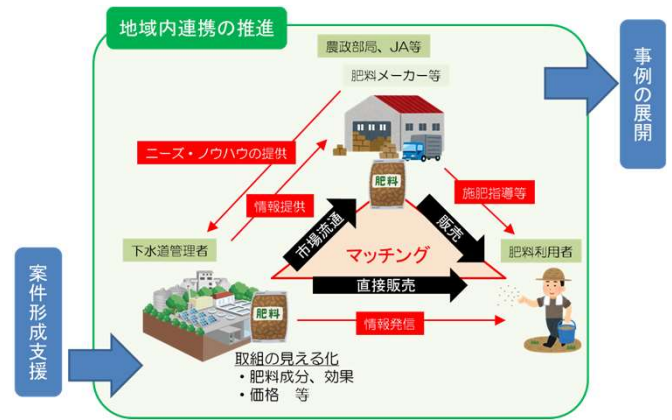 地域内連携の推進
農政部局、JA等
肥料メーカー等
事例の展開
ニーズ・ノウハウの提供
情報提供
肥料
施肥指導等
市場流通
販売
下水道管理者
マッチング
肥料利用者
直接販売
案件形成支援
肥料
情報発信
取組の見える化
・肥料成分、効果
・価格　等